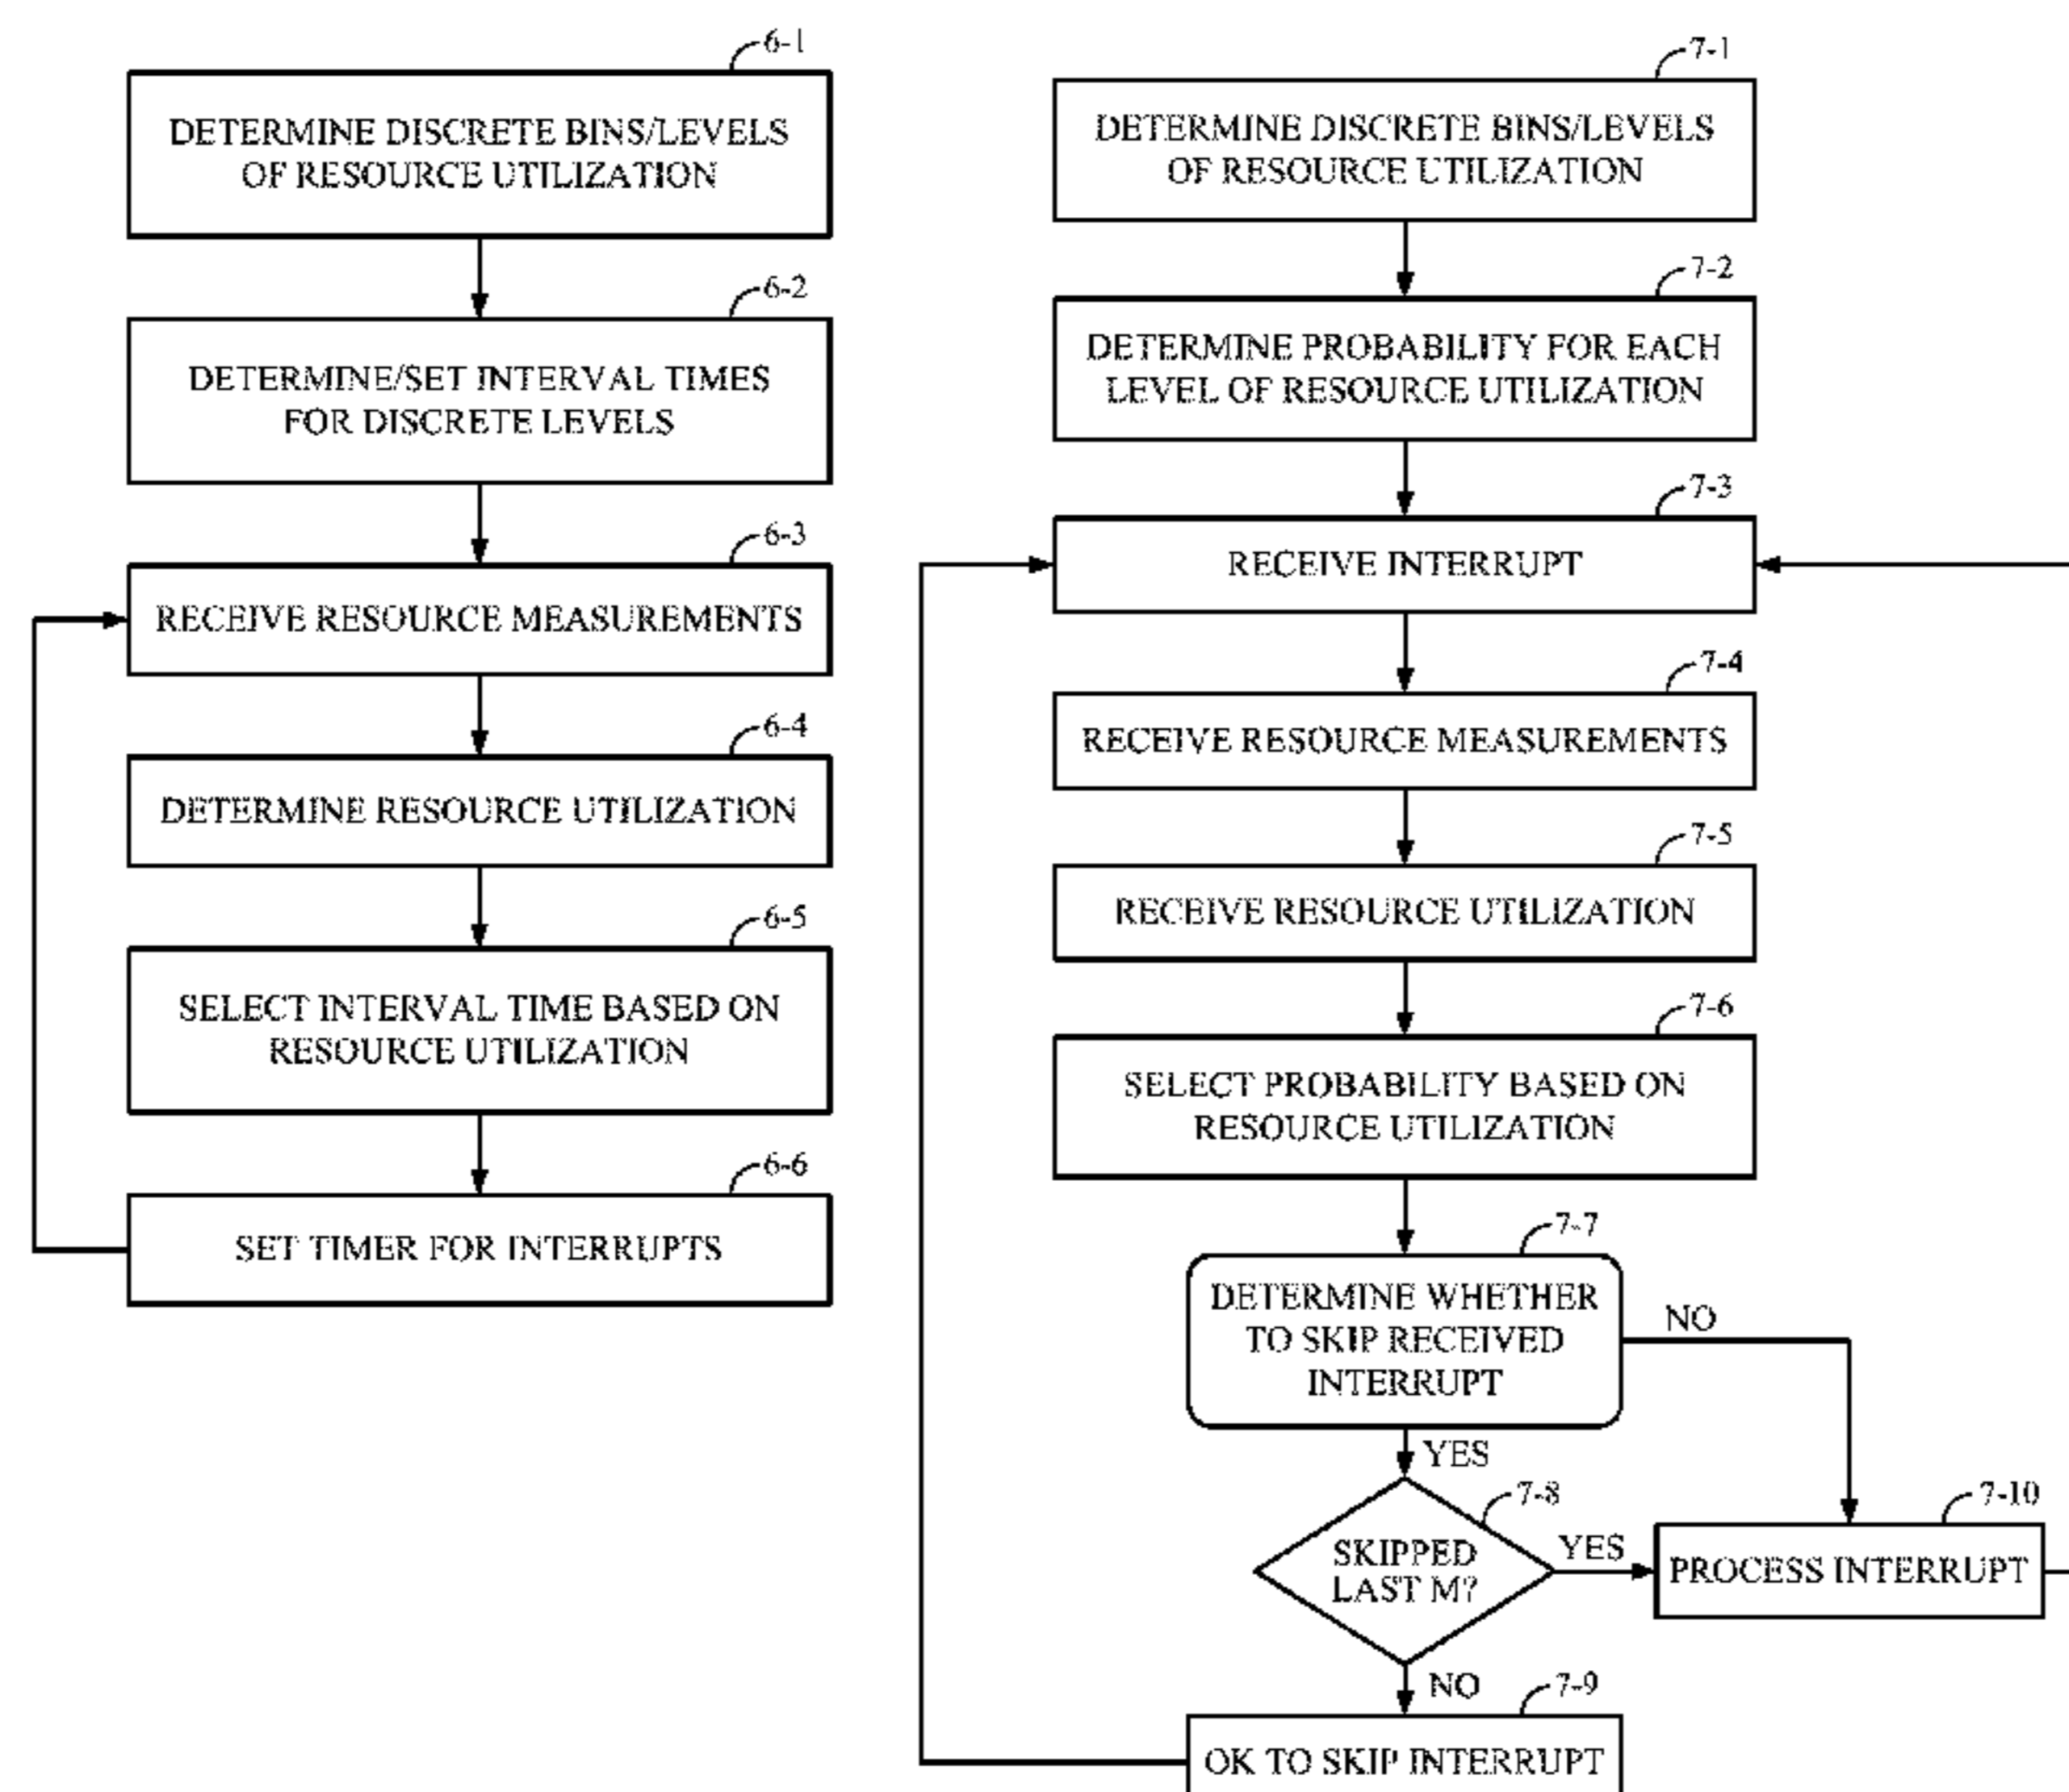 6-1
DETERMINE DISCRETE BINS/LEVELS
OF RESOURCE UTILIZATION
6-2
DETERMINE/SET INTERVAL TIMES
FOR DISCRETE LEVELS
6-3
RECEIVE RESOURCE MEASUREMENTS
6-4
DETERMINE RESOURCE UTILIZATION
6-5
SELECT INTERVAL TIME BASED ON
RESOURCE UTILIZATION
6-6
SET TIMER FOR INTERRUPTS
7-1
DETERMINE DISCRETE BINS/LEVELS
OF RESOURCE UTILIZATION
7-2
DETERMINE PROBABILITY FOR EACH
LEVEL OF RESOURCE UTILIZATION
7-3
RECEIVE INTERRUPT
7-4
RECEIVE RESOURCE MEASUREMENTS
7-5
RECEIVE RESOURCE UTILIZATION
7-6
SELECT PROBABILITY BASED ON
RESOURCE UTILIZATION
7-7
DETERMINE WHETHER
TO SKIP RECEIVED
INTERRUPT
NO
YES
7-8
SKIPPED
LAST M?
YES
7-10
PROCESS INTERRUPT
NO
7-9
OK TO SKIP INTERRUPT